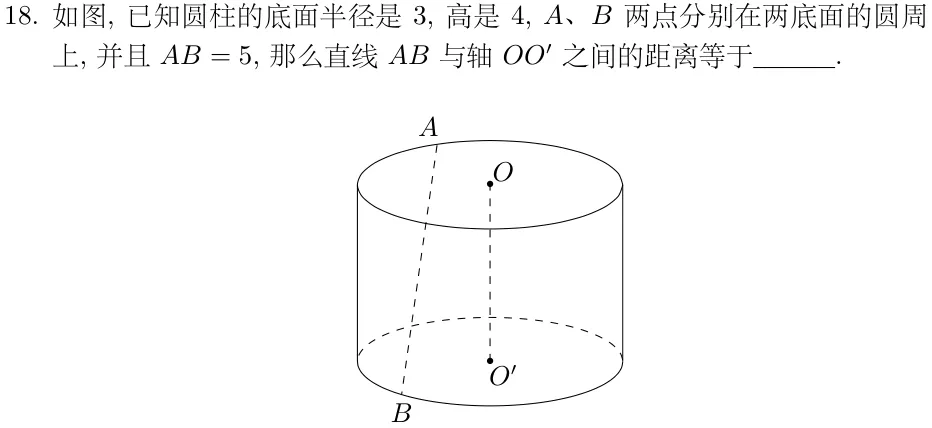 18. 如图, 已知圆柱的底面半径是 3, 高是 4, A、B 两点分别在两底面的圆周
上, 并且 AB = 5, 那么直线 AB 与轴 OO′ 之间的距离等于______.
A
O
O′
B